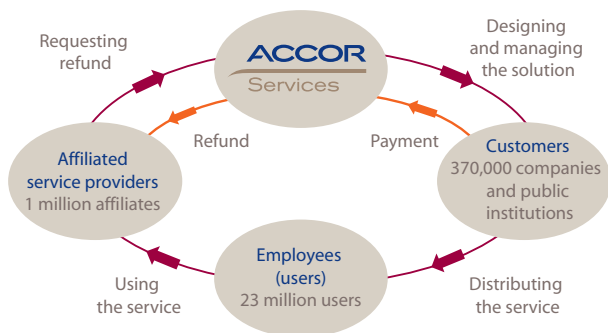 Requesting
refund
ACCOR
Services
Designing
and managing
the solution
Refund
Payment
Affiliated
service providers
1 million affiliates
Customers
370,000 companies
and public
institutions
Employees
(users)
23 million users
Using
the service
Distributing
the service